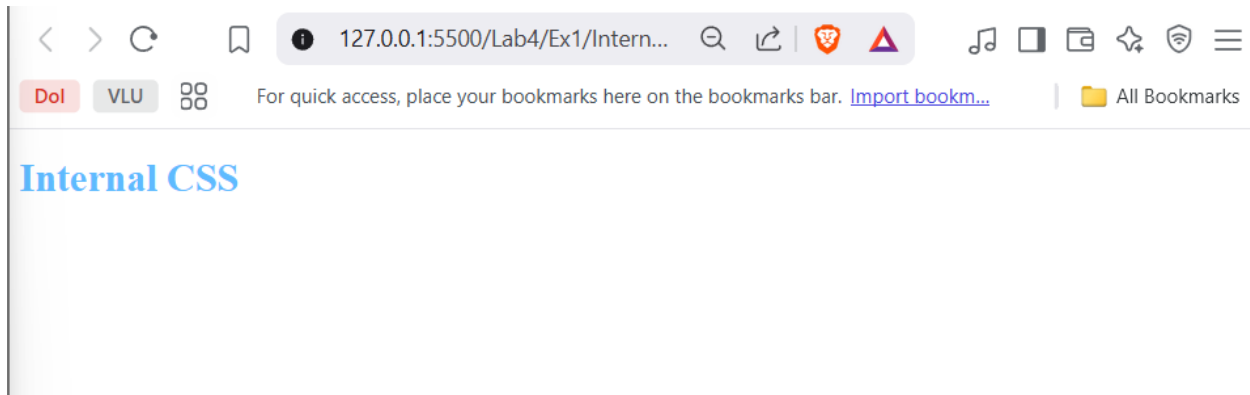 127.0.0.1:5500/Lab4/Ex1/Intern...
DoI VLU For quick access, place your bookmarks here on the bookmarks bar. Import bookm... All Bookmarks
Internal CSS